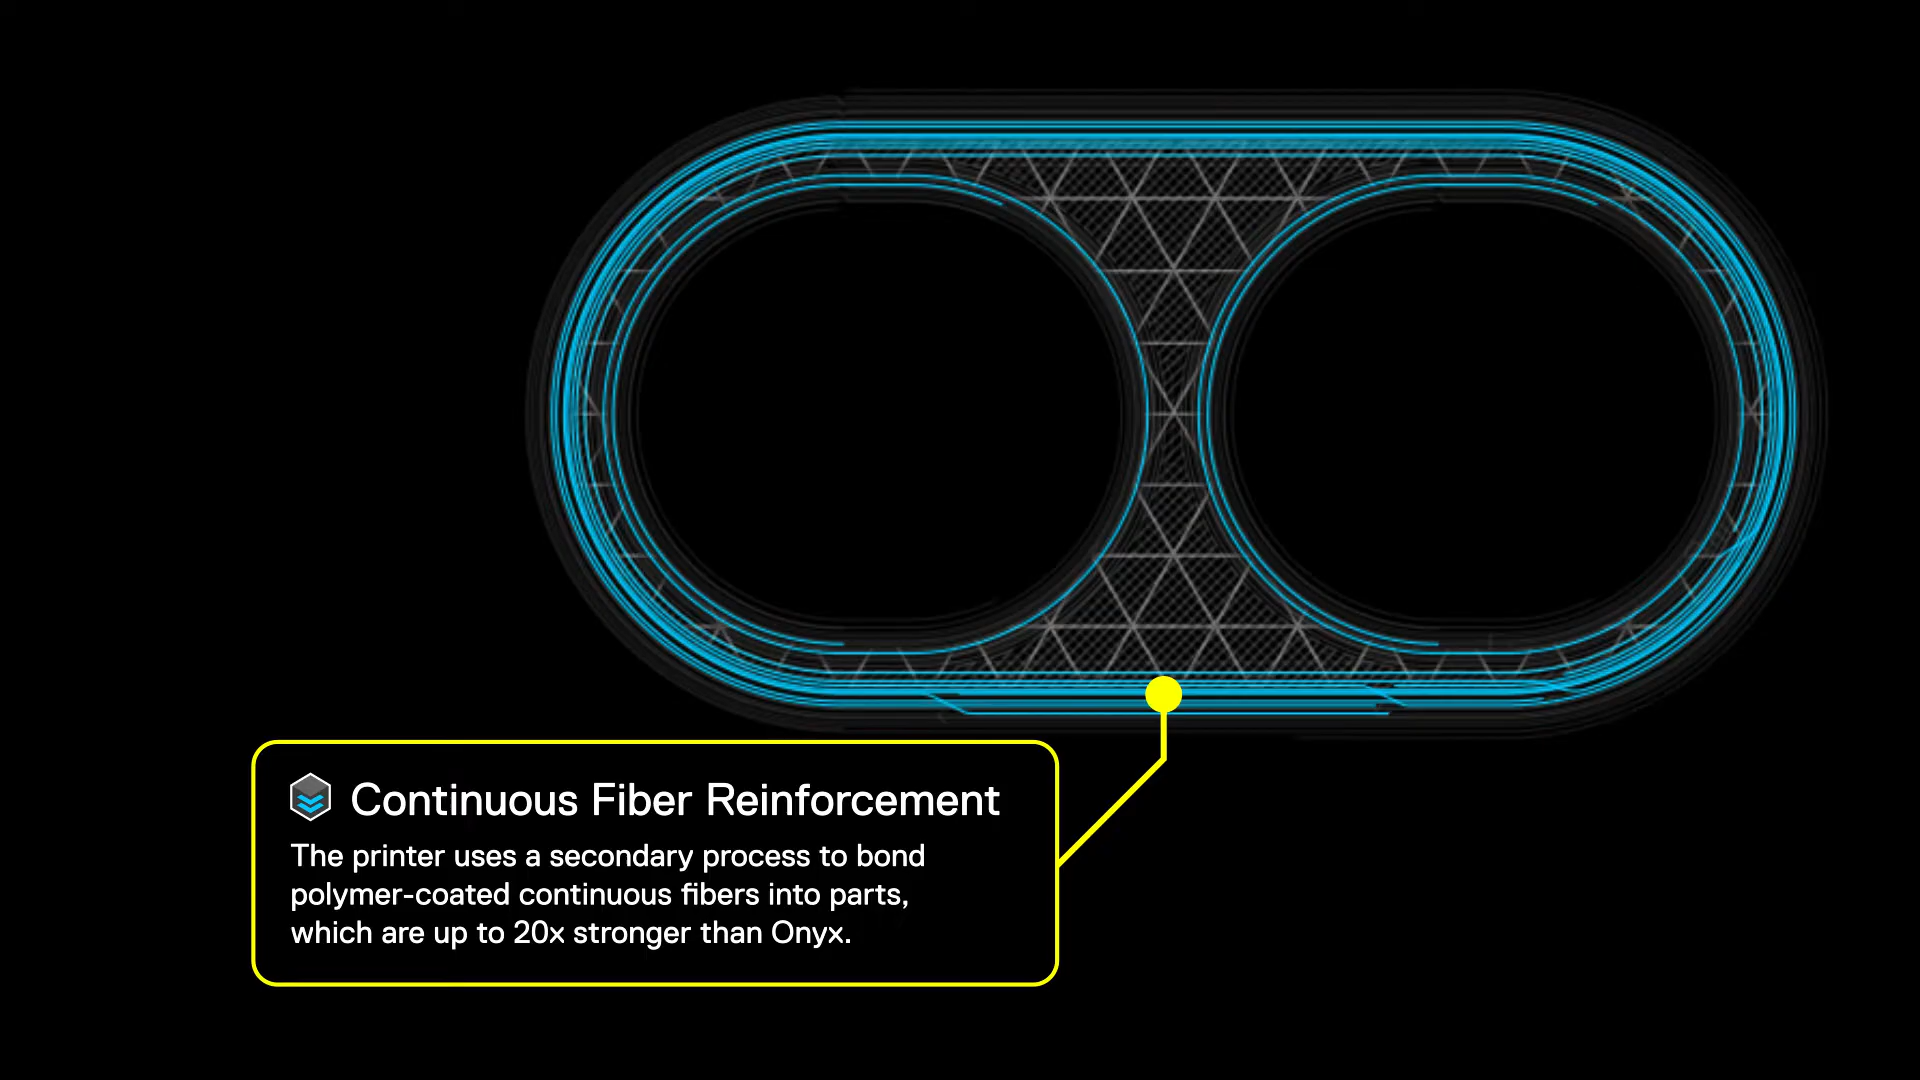 Continuous Fiber Reinforcement
The printer uses a secondary process to bond
polymer-coated continuous fibers into parts,
which are up to 20x stronger than Onyx.